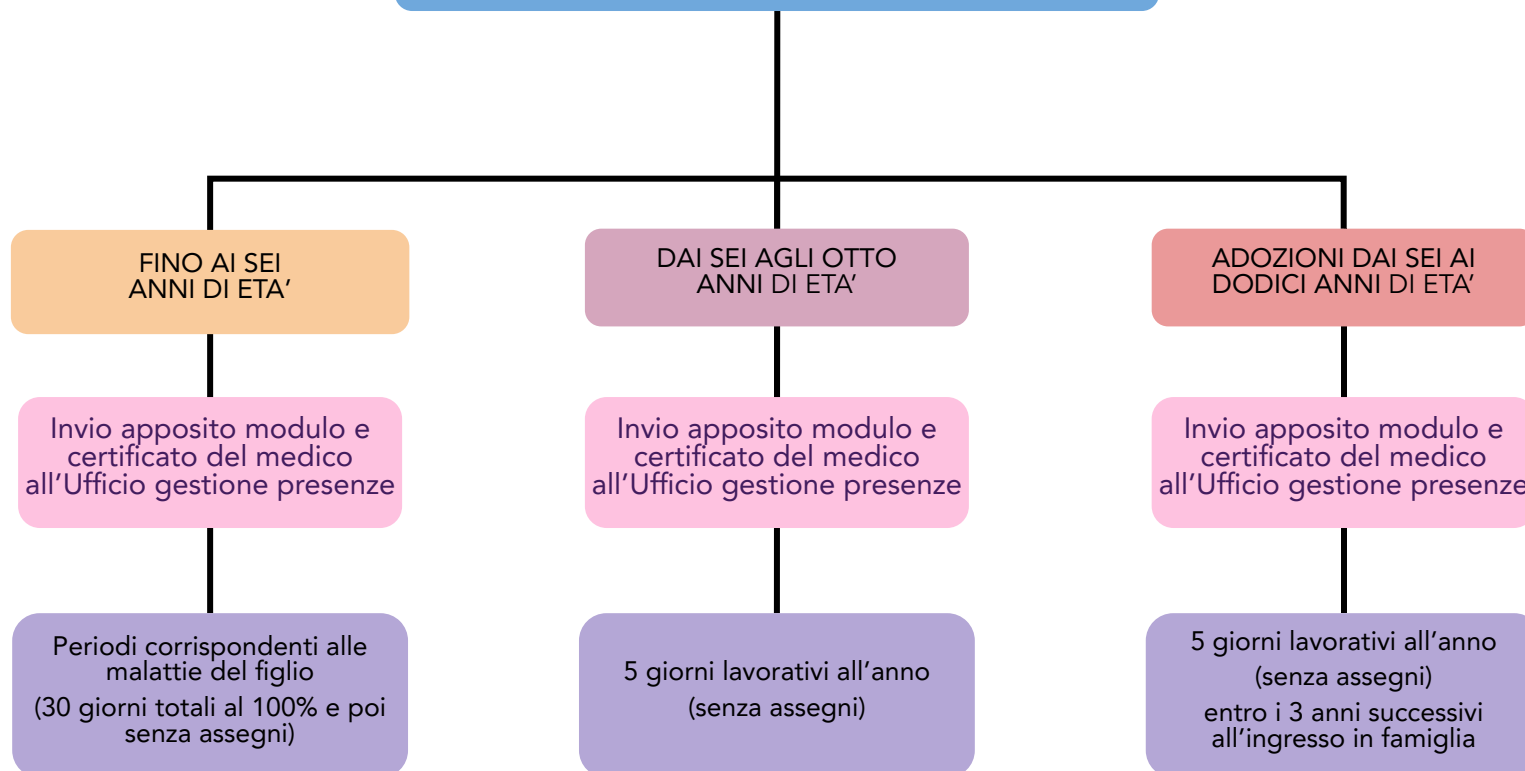 FINO AI SEI
ANNI DI ETA’
DAI SEI AGLI OTTO
ANNI DI ETA’
ADOZIONI DAI SEI AI
DODICI ANNI DI ETA’
Invio apposito modulo e
certificato del medico
all’Ufficio gestione presenze
Invio apposito modulo e
certificato del medico
all’Ufficio gestione presenze
Invio apposito modulo e
certificato del medico
all’Ufficio gestione presenze
Periodi corrispondenti alle
malattie del figlio
(30 giorni totali al 100% e poi
senza assegni)
5 giorni lavorativi all’anno
(senza assegni)
5 giorni lavorativi all’anno
(senza assegni)
entro i 3 anni successivi
all’ingresso in famiglia